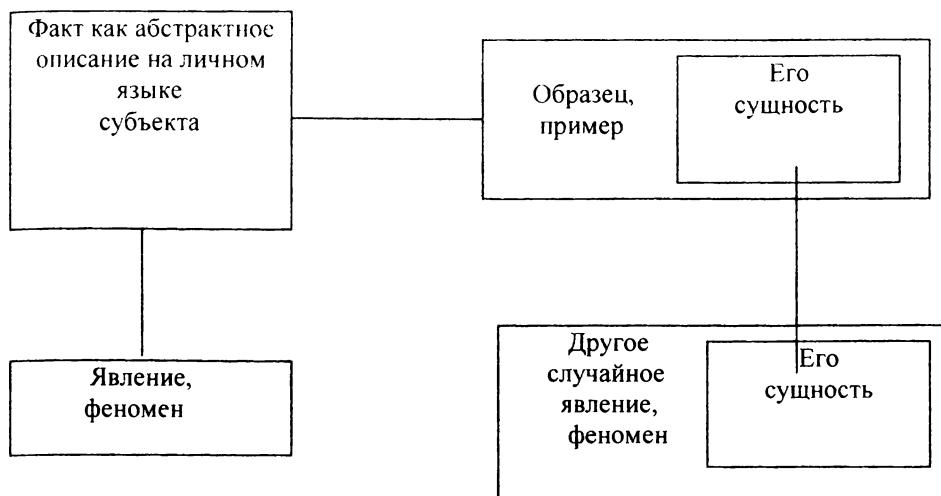 Факт как абстрактное
описание на личном
языке
субъекта
Образец,
пример
Его
сущность
Явление,
феномен
Другое
случайное
явление,
феномен
Его
сущность